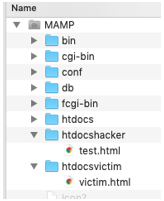 Name
MAMP
bin
cgi-bin
conf
db
fcgi-bin
htdocs
htdocshacker
test.html
htdocsvictim
victim.html